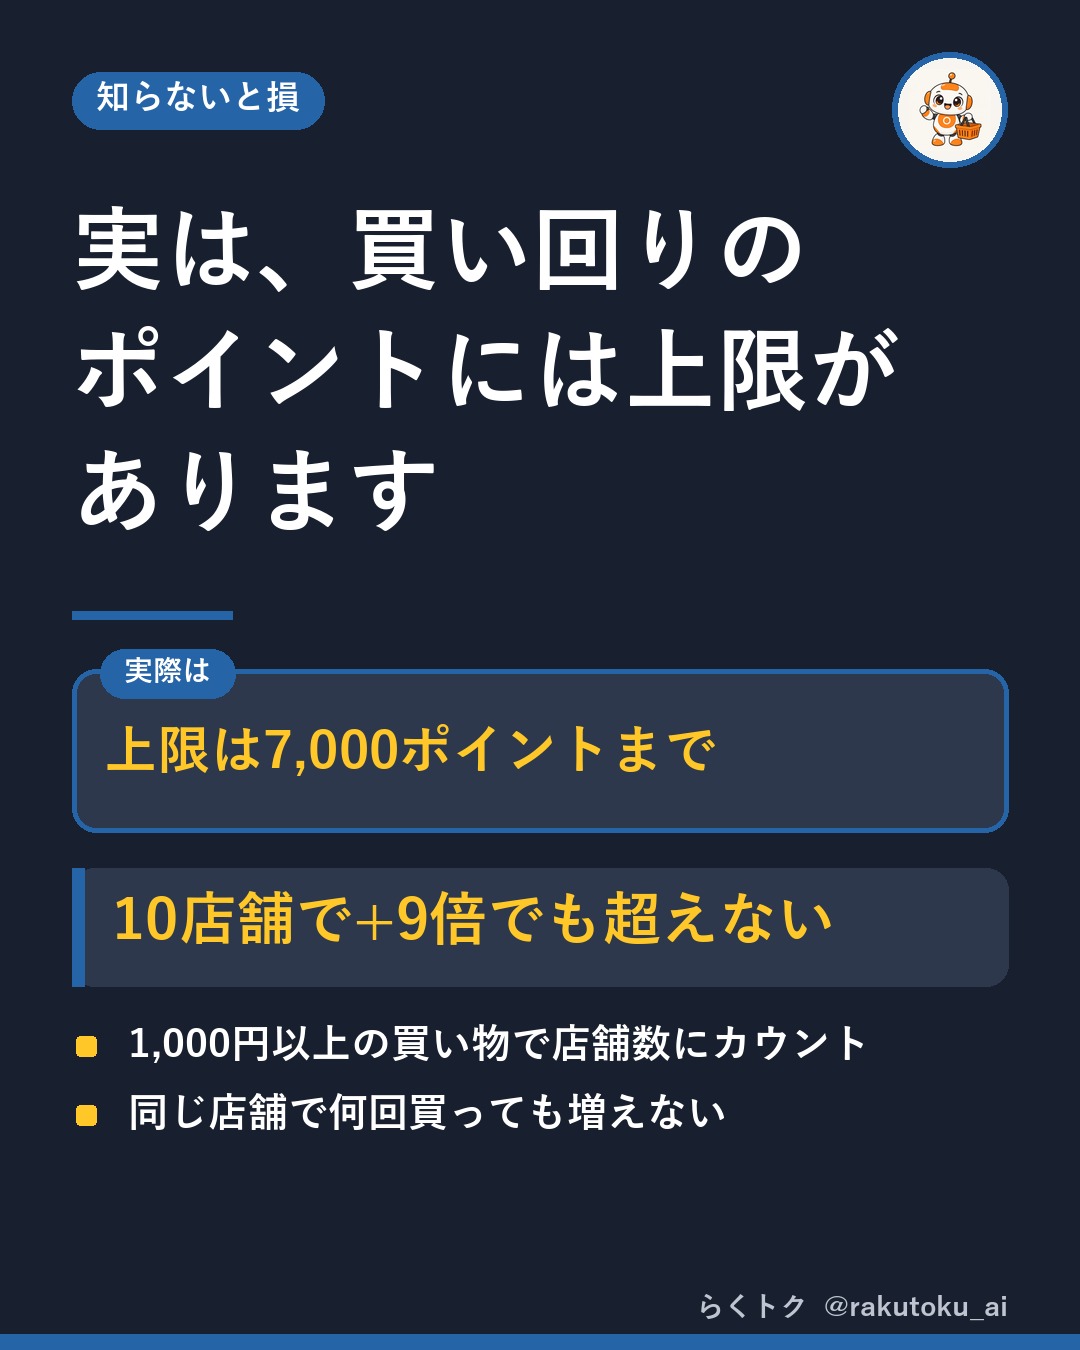 知らないと損
実は、買い回りの
ポイントには上限が
あります
実際は
上限は7,000ポイントまで
10店舗で+9倍でも超えない
1,000円以上の買い物で店舗数にカウント
同じ店舗で何回買っても増えない
らくトク @rakutoku_ai